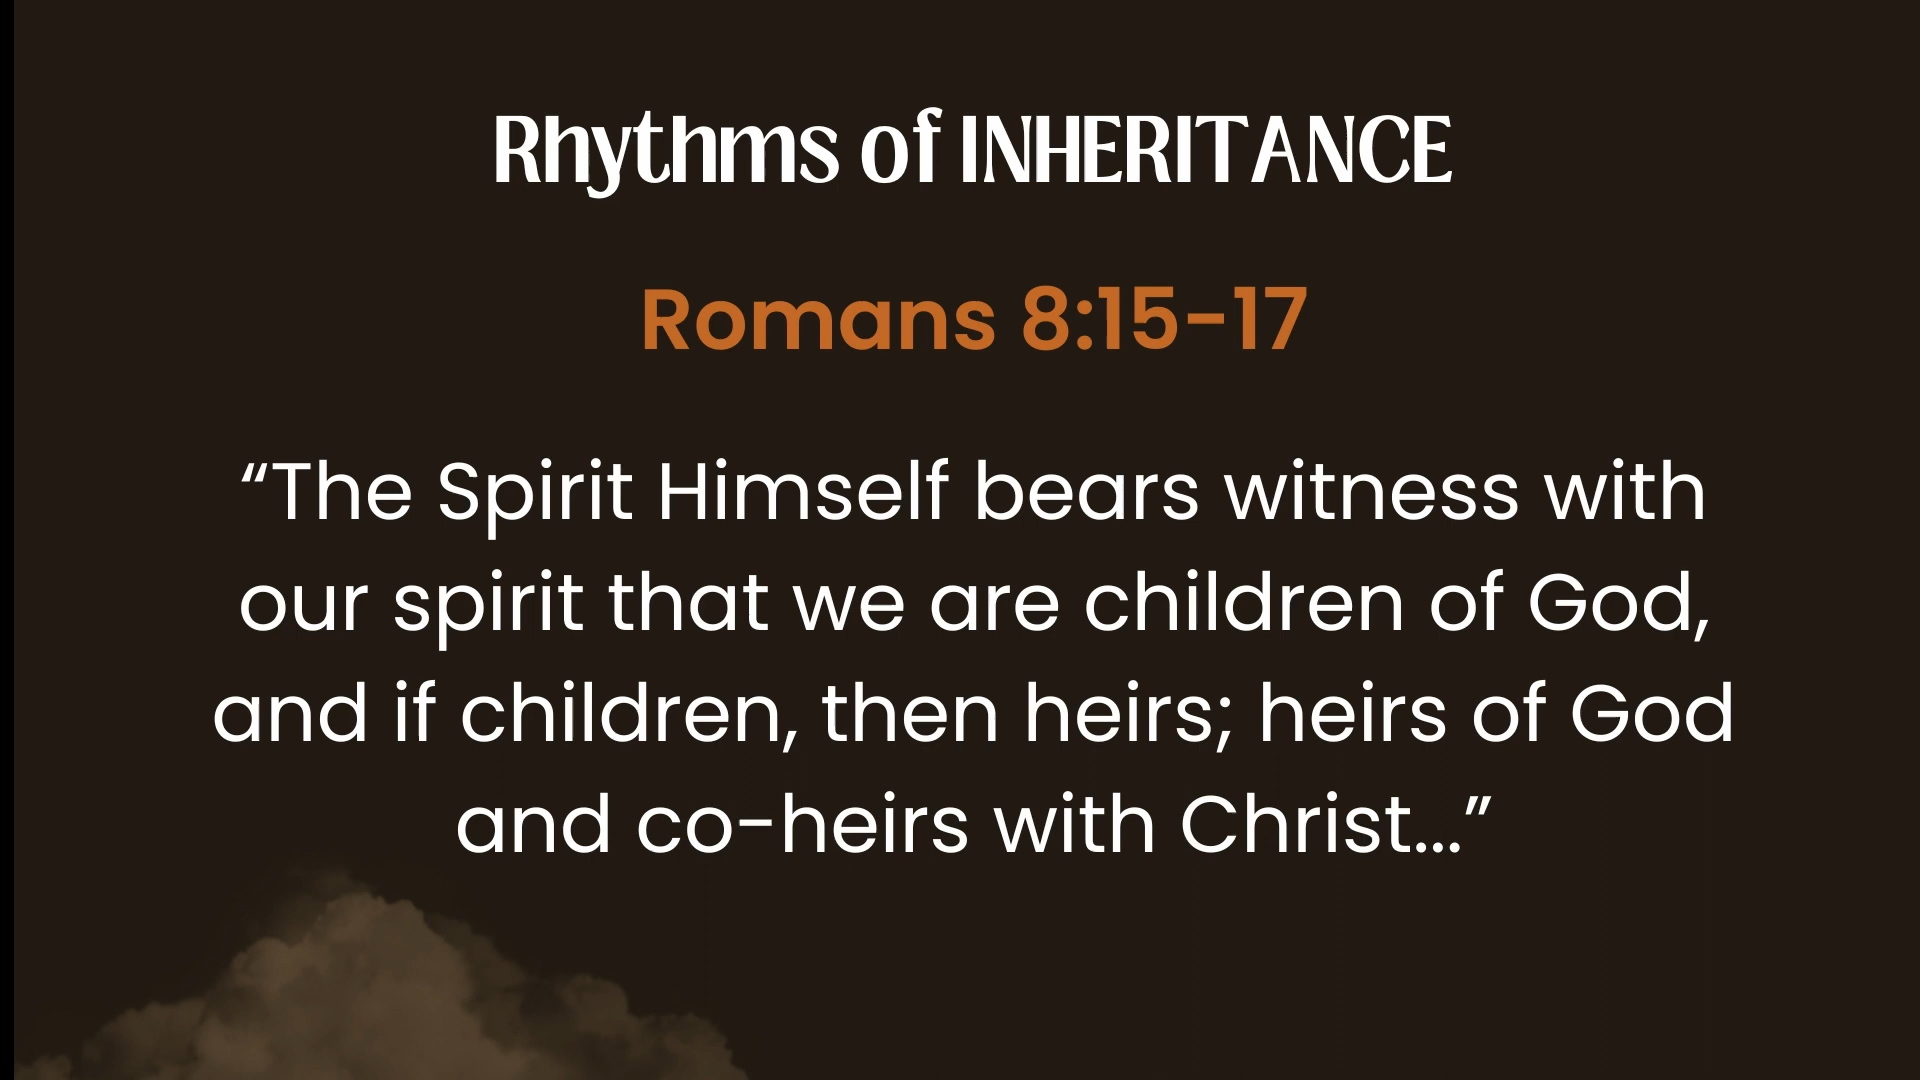 Rhythms of INHERITANCE
Romans 8:15-17
“The Spirit Himself bears witness with
our spirit that we are children of God,
and if children, then heirs; heirs of God
and co-heirs with Christ...”